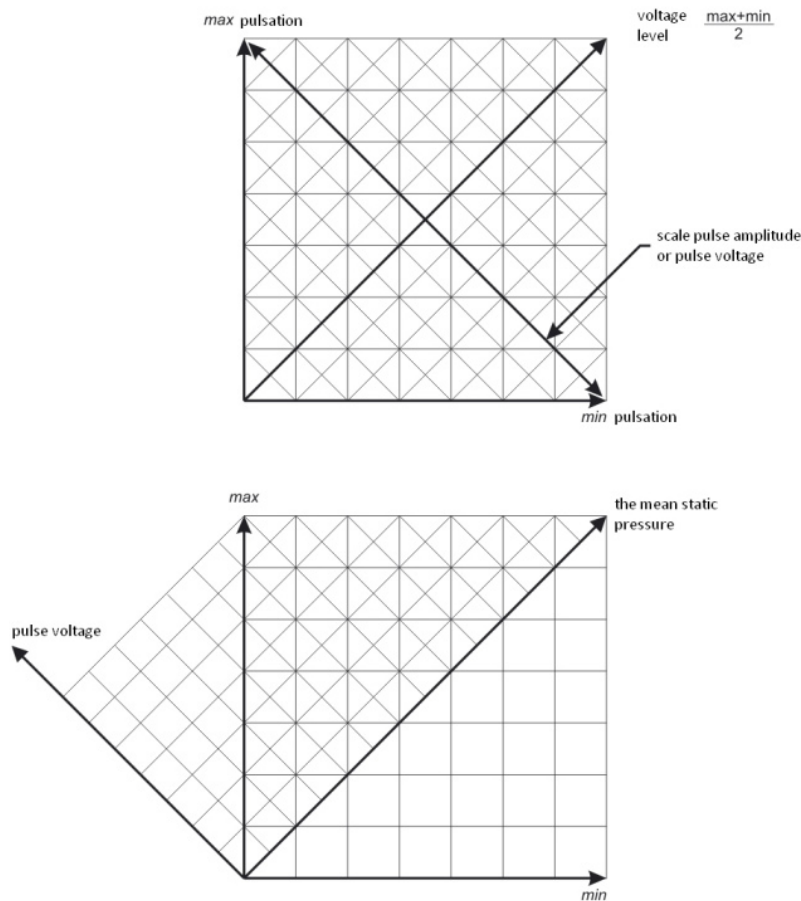 max pulsation
voltage level
max+min
2
scale pulse amplitude
or pulse voltage
min pulsation
max
the mean static
pressure
pulse voltage
min